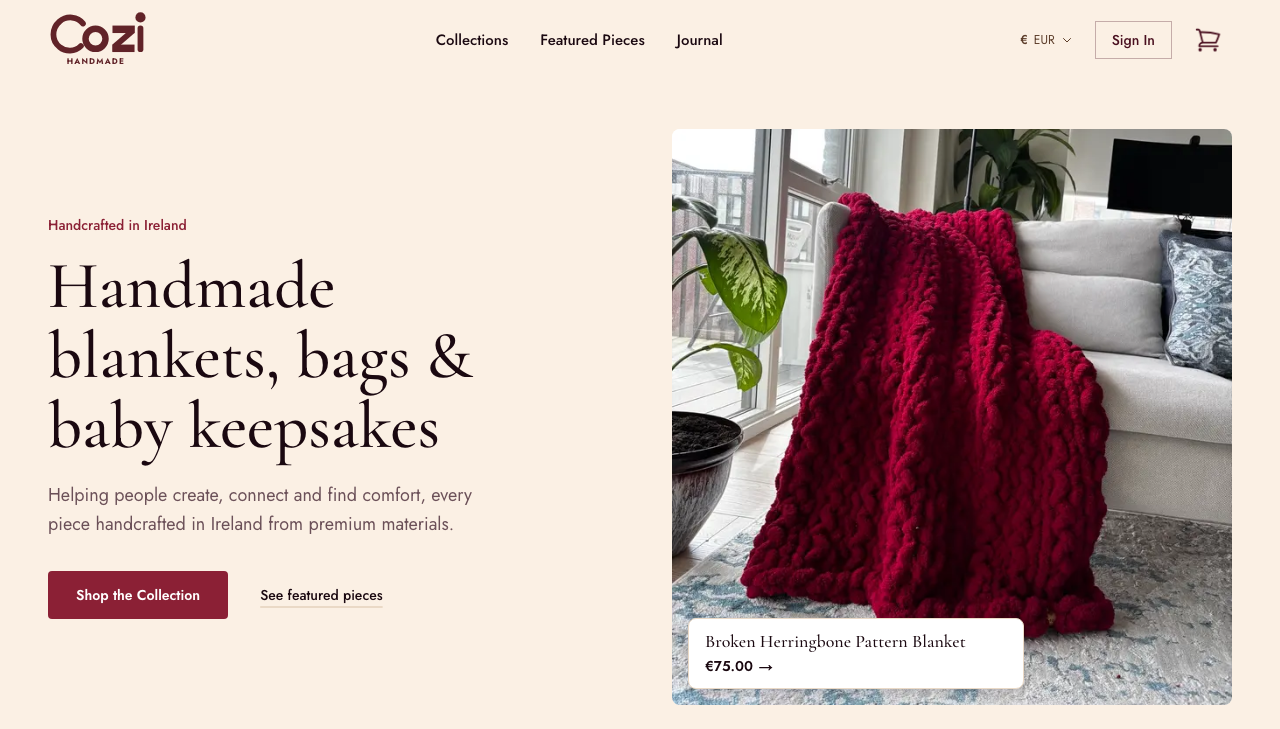 Cozi
HANDMADE
Collections
Featured Pieces
Journal
€ EUR
Sign In
Handcrafted in Ireland
Handmade
blankets, bags &
baby keepsakes
Helping people create, connect and find comfort, every
piece handcrafted in Ireland from premium materials.
Shop the Collection
See featured pieces
Broken Herringbone Pattern Blanket
€75.00 →